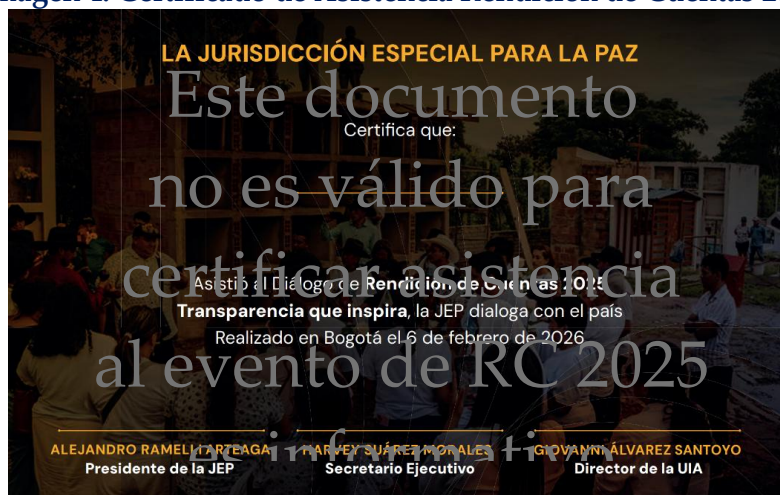 LA JURISDICCIÓN ESPECIAL PARA LA PAZ
Este documento
Certifica que:
no es válido para
certificar asistencia
Asistió al Diálogo de Rendición de Cuentas 2025
Transparencia que inspira, la JEP dialoga con el país
Realizado en Bogotá el 6 de febrero de 2026
al evento de RC 2025
ALEJANDRO RAMELLI ARTEAGA HARVEY SUÁREZ MORALES GIOVANNI ÁLVAREZ SANTOYO
es informativo
Presidente de la JEP Secretario Ejecutivo Director de la UIA